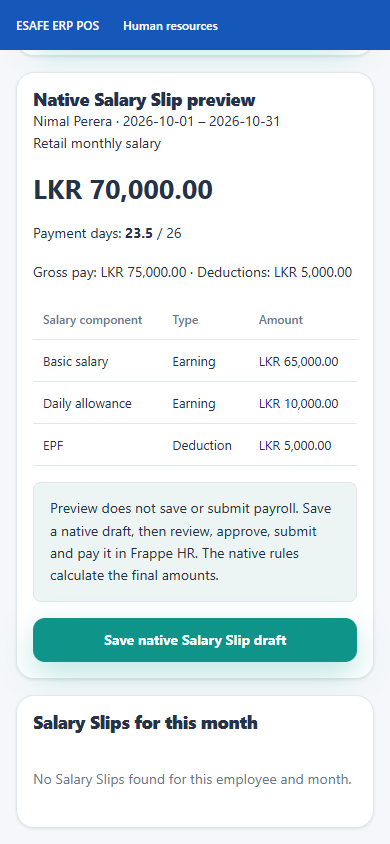 ESAFE ERP POS Human resources
Native Salary Slip preview
Nimal Perera · 2026-10-01 – 2026-10-31
Retail monthly salary
LKR 70,000.00
Payment days: 23.5 / 26
Gross pay: LKR 75,000.00 · Deductions: LKR 5,000.00
Salary component Type Amount
Basic salary Earning LKR 65,000.00
Daily allowance Earning LKR 10,000.00
EPF Deduction LKR 5,000.00
Preview does not save or submit payroll. Save
a native draft, then review, approve, submit
and pay it in Frappe HR. The native rules
calculate the final amounts.
Save native Salary Slip draft
Salary Slips for this month
No Salary Slips found for this employee and month.